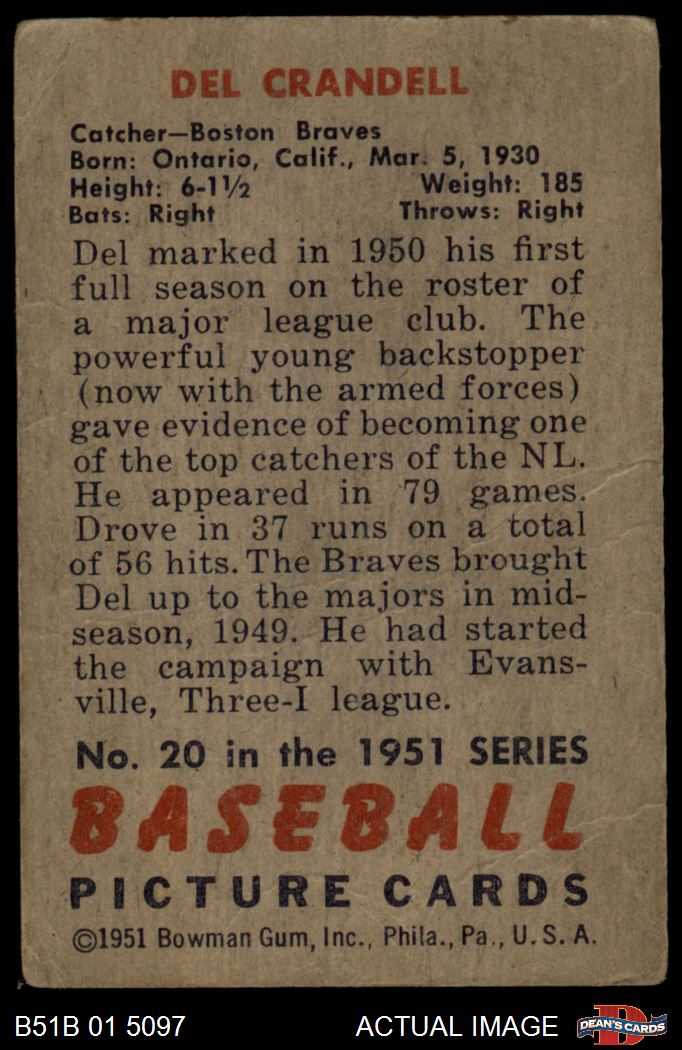 DEL CRANDELL
Catcher—Boston Braves
Born: Ontario, Calif., Mar. 5, 1930
Height: 6-1½ Weight: 185
Bats: Right Throws: Right
Del marked in 1950 his first
full season on the roster of
a major league club. The
powerful young backstopper
(now with the armed forces)
gave evidence of becoming one
of the top catchers of the NL.
He appeared in 79 games.
Drove in 37 runs on a total
of 56 hits. The Braves brought
Del up to the majors in mid-
season, 1949. He had started
the campaign with Evans-
ville, Three-I league.
No. 20 in the 1951 SERIES
BASEBALL
PICTURE CARDS
©1951 Bowman Gum, Inc., Phila., Pa., U. S. A.
B51B 01 5097 ACTUAL IMAGE
D
DEAN'S CARDS